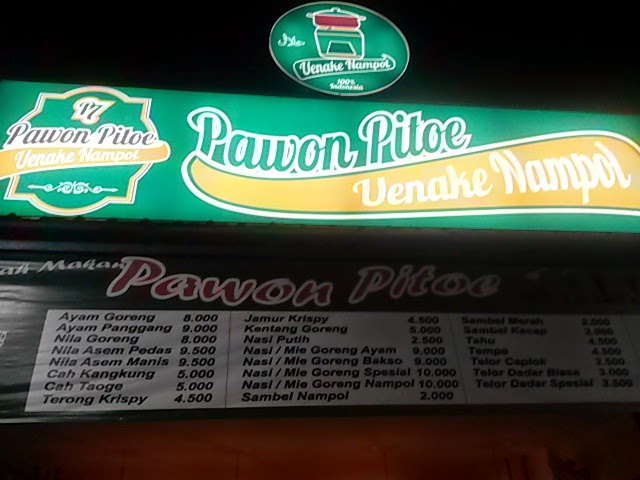 Uenake Nampol
100%
Indonesia
P7
Pawon Pitoe
Uenake Nampol
Pawon Pitoe
Uenake Nampol
Makan
Pawon Pitoe
Ayam Goreng 8.000
Ayam Panggang 9.000
Nila Goreng 8.000
Nila Asem Pedas 9.500
Nila Asem Manis 9.500
Cah Kangkung 5.000
Cah Taoge 5.000
Terong Krispy 4.500
Jamur Krispy 4.500
Kentang Goreng 5.000
Nasi Putih 2.500
Nasi / Mie Goreng Ayam 9.000
Nasi / Mie Goreng Bakso 9.000
Nasi / Mie Goreng Spesial 10.000
Nasi / Mie Goreng Nampol 10.000
Sambel Nampol 2.000
Sambel Merah 2.000
Sambel Kecap 2.000
Tahu 4.500
Tempe 4.500
Telor Ceplok 2.500
Telor Dadar Biasa 3.000
Telor Dadar Spesial 3.500